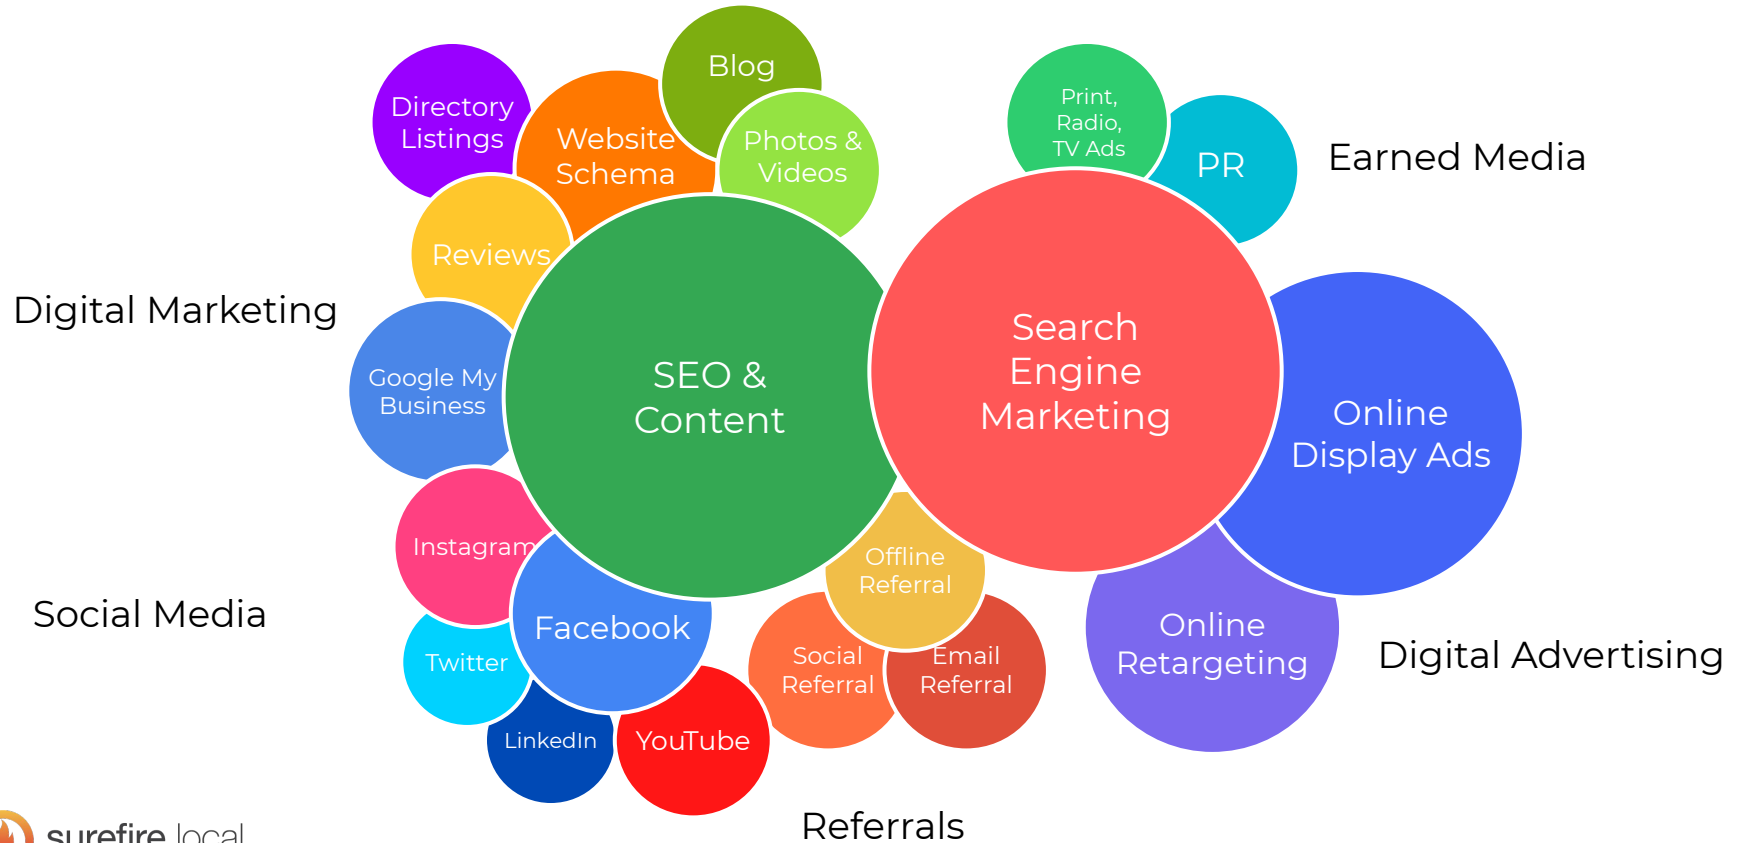 Blog
Directory
Listings
Website
Schema
Photos &
Videos
Reviews
Digital Marketing
Google My
Business
SEO &
Content
Print,
Radio,
TV Ads
PR
Earned Media
Search
Engine
Marketing
Online
Display Ads
Instagram
Social Media
Facebook
Twitter
LinkedIn
YouTube
Offline
Referral
Social
Referral
Email
Referral
Online
Retargeting
Digital Advertising
Referrals
surefire local